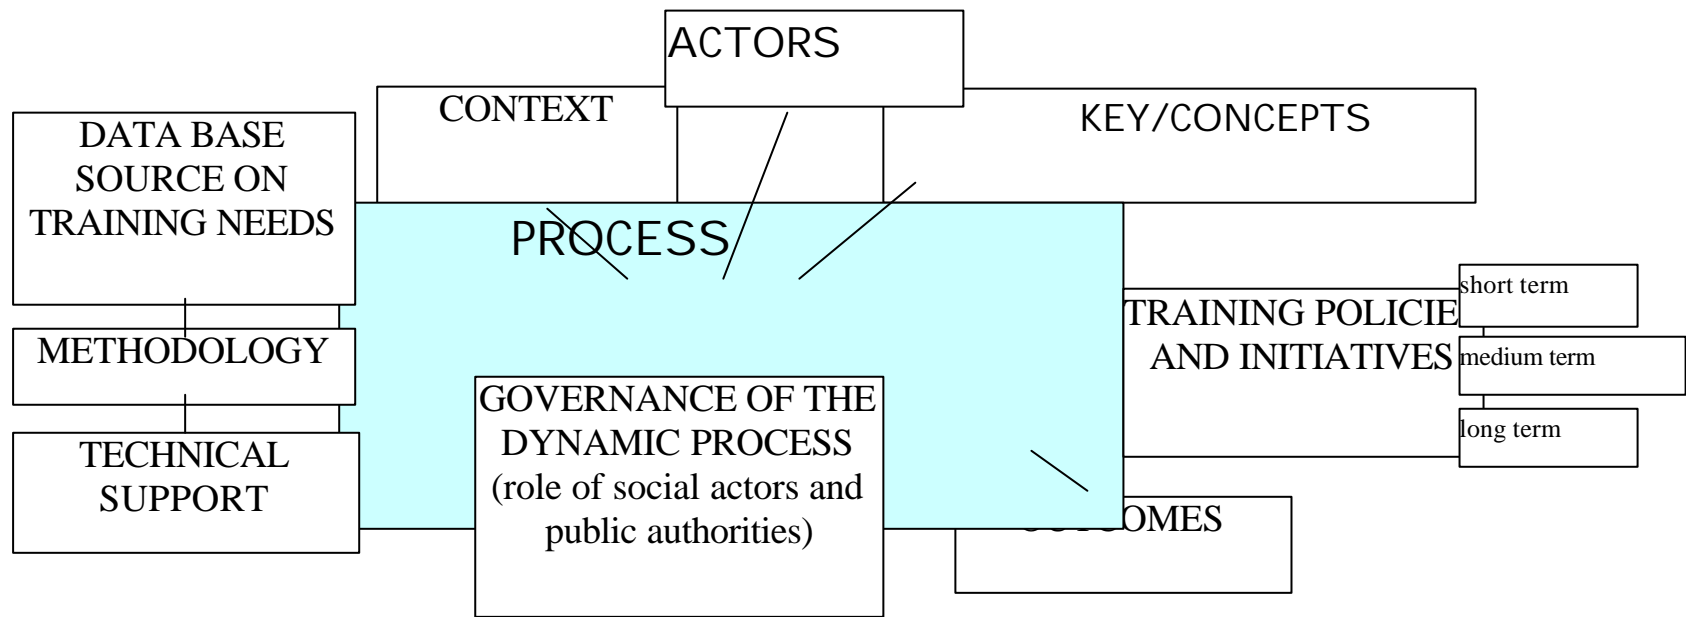 ACTORS
CONTEXT
KEY/CONCEPTS
DATA BASE
SOURCE ON
TRAINING NEEDS
PROCESS
METHODOLOGY
TECHNICAL
SUPPORT
GOVERNANCE OF THE
DYNAMIC PROCESS
(role of social actors and
public authorities)
TRAINING POLICIE
AND INITIATIVES
short term
medium term
long term
OUTCOMES